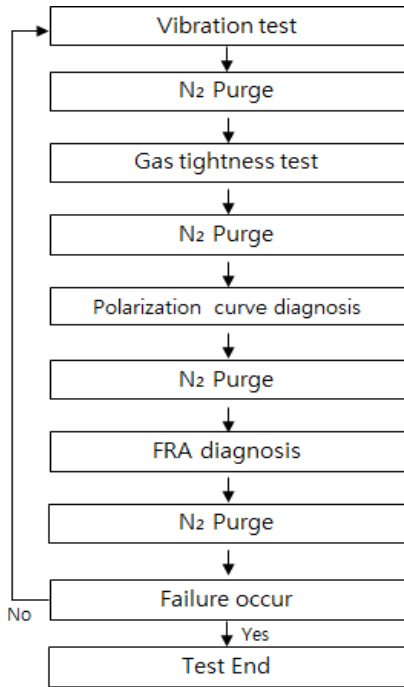 Vibration test
N₂ Purge
Gas tightness test
N₂ Purge
Polarization curve diagnosis
N₂ Purge
FRA diagnosis
N₂ Purge
Failure occur
No
Yes
Test End